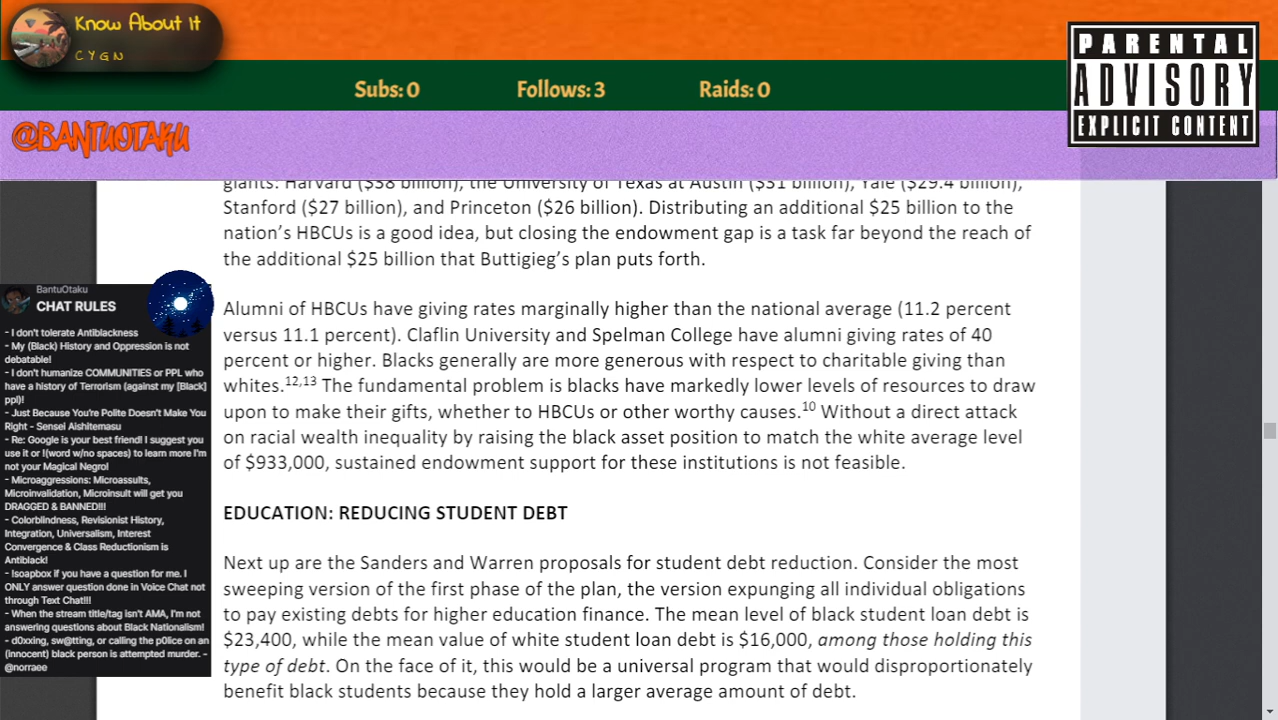 Know About It
CYGN
PARENTAL
ADVISORY
EXPLICIT CONTENT
Subs: 0 Follows: 3 Raids: 0
@BANTUOTAKU
giants: Harvard ($38 billion), the University of Texas at Austin ($31 billion), Yale ($29.4 billion),
Stanford ($27 billion), and Princeton ($26 billion). Distributing an additional $25 billion to the
nation's HBCUs is a good idea, but closing the endowment gap is a task far beyond the reach of
the additional $25 billion that Buttigieg's plan puts forth.
Alumni of HBCUs have giving rates marginally higher than the national average (11.2 percent
versus 11.1 percent). Claflin University and Spelman College have alumni giving rates of 40
percent or higher. Blacks generally are more generous with respect to charitable giving than
whites.12,13 The fundamental problem is blacks have markedly lower levels of resources to draw
upon to make their gifts, whether to HBCUs or other worthy causes.10 Without a direct attack
on racial wealth inequality by raising the black asset position to match the white average level
of $933,000, sustained endowment support for these institutions is not feasible.
EDUCATION: REDUCING STUDENT DEBT
Next up are the Sanders and Warren proposals for student debt reduction. Consider the most
sweeping version of the first phase of the plan, the version expunging all individual obligations
to pay existing debts for higher education finance. The mean level of black student loan debt is
$23,400, while the mean value of white student loan debt is $16,000, among those holding this
type of debt. On the face of it, this would be a universal program that would disproportionately
benefit black students because they hold a larger average amount of debt.
BantuOtaku
CHAT RULES
- I don't tolerate Antiblackness
- My (Black) History and Oppression is not
debatable!
- I don't humanize COMMUNITIES or PPL who
have a history of Terrorism (against my [Black]
ppl)!
- Just Because You're Polite Doesn't Make You
Right - Sensei Aishitemasu
- Re: Google is your best friend! I suggest you
use it or !(word w/no spaces) to learn more I'm
not your Magical Negro!
- Microaggressions: Microassults,
Microinvalidation, Microinsult will get you
DRAGGED & BANNED!!!
- Colorblindness, Revisionist History,
Integration, Universalism, Interest
Convergence & Class Reductionism is
Antiblack!
- !soapbox if you have a question for me. I
ONLY answer question done in Voice Chat not
through Text Chat!!!
- When the stream title/tag isn't AMA, I'm not
answering questions about Black Nationalism!
- d0xxing, sw@tting, or calling the p0lice on an
(innocent) black person is attempted murder. -
@norraee